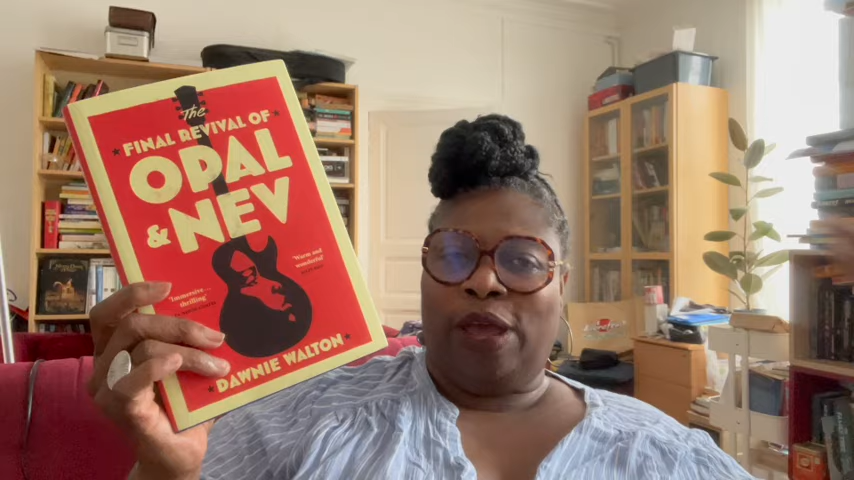 The
FINAL REVIVAL OF
OPAL
& NEV
'Immersive...
thrilling'
'Warm and
wonderful'
DAWNIE WALTON